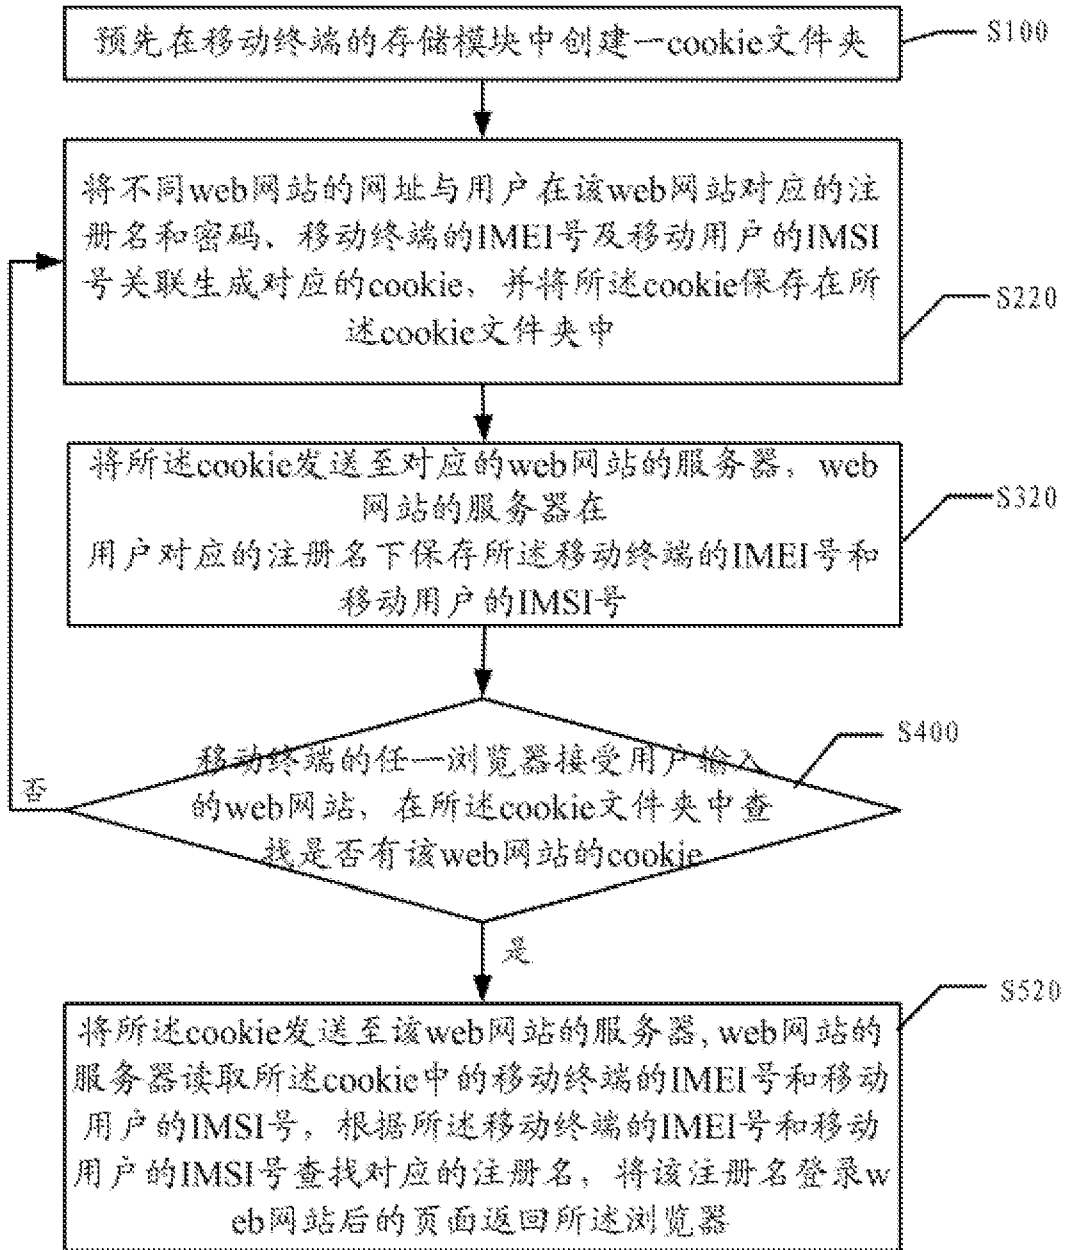 预先在移动终端的存储模块中创建一cookie文件夹
S100
将不同web网站的网址与用户在该web网站对应的注
册名和密码、移动终端的IMEI号及移动用户的IMSI
号关联生成对应的cookie，并将所述cookie保存在所
述cookie文件夹中
S220
将所述cookie发送至对应的web网站的服务器，web
网站的服务器在
用户对应的注册名下保存所述移动终端的IMEI号和
移动用户的IMSI号
S320
移动终端的任一浏览器接受用户输入
的web网站，在所述cookie文件夹中查
找是否有该web网站的cookie
S400
否
是
将所述cookie发送至该web网站的服务器,web网站的
服务器读取所述cookie中的移动终端的IMEI号和移动
用户的IMSI号，根据所述移动终端的IMEI号和移动
用户的IMSI号查找对应的注册名，将该注册名登录w
eb网站后的页面返回所述浏览器
S520